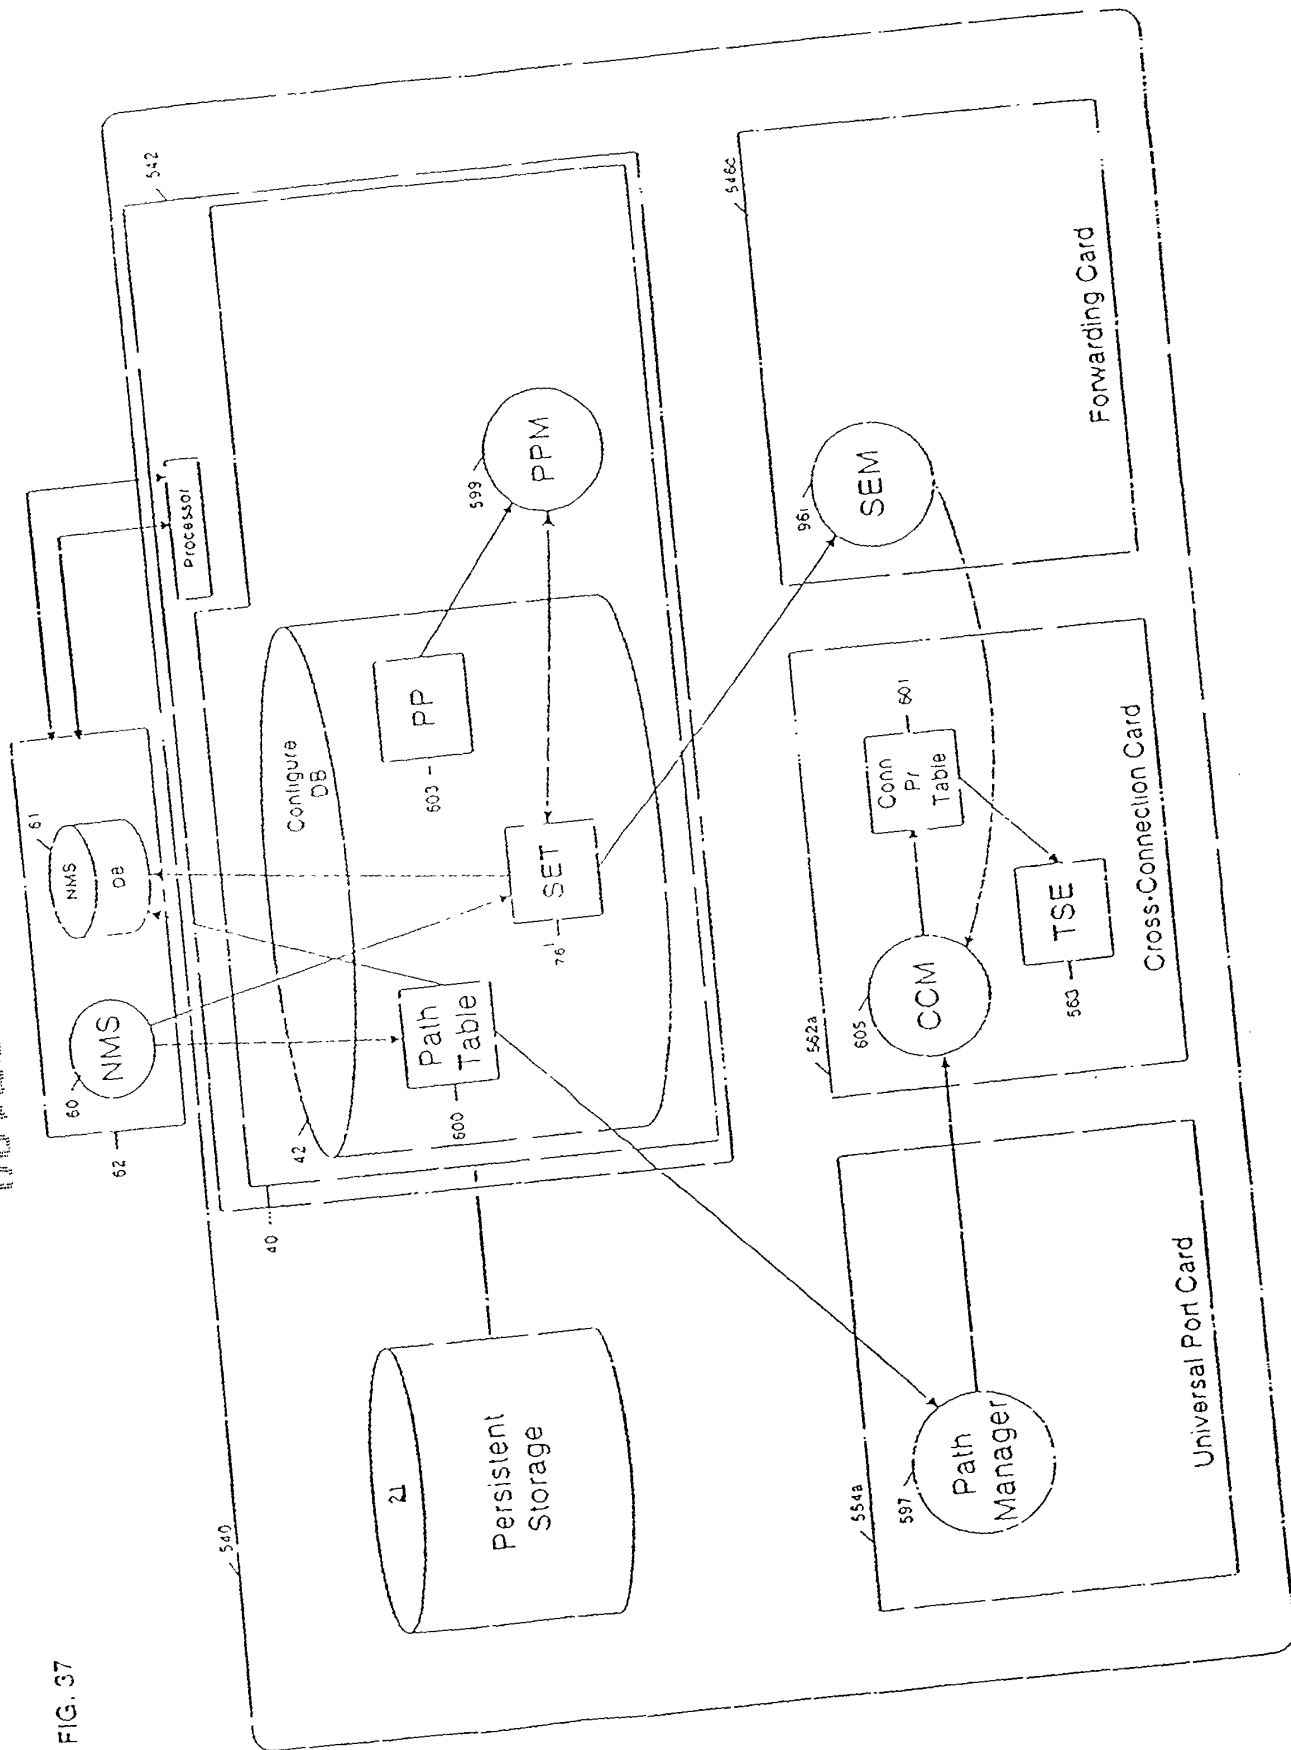 FIG. 37
540
21
Persistent
Storage
62
60
NMS
61
NMS
DB
Processor
542
40
42
Configure
DB
600
Path
Table
76'
SET
603
PP
599
PPM
554a
597
Path
Manager
Universal Port Card
562a
605
CCM
Conn
Pr
Table
601
563
TSE
Cross-Connection Card
546c
96i
SEM
Forwarding Card